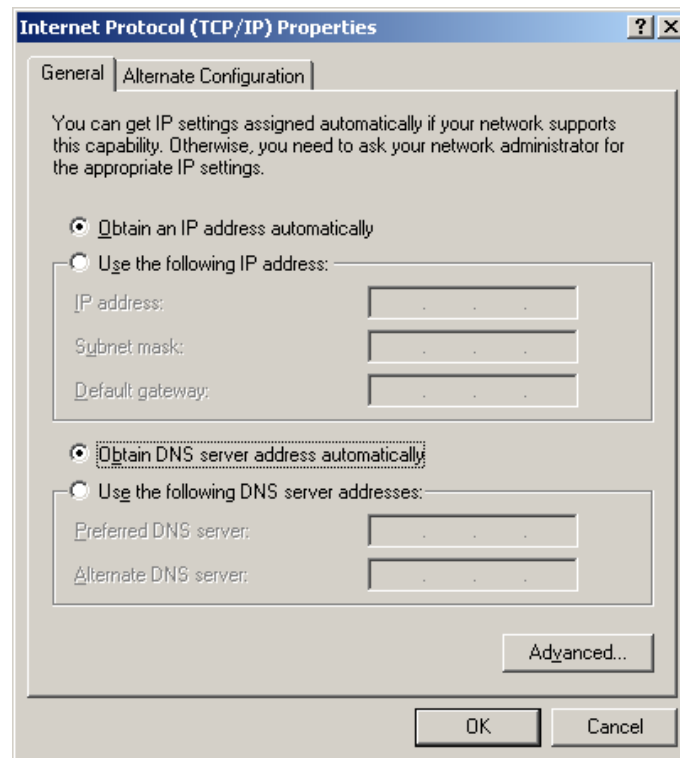 Internet Protocol (TCP/IP) Properties
General
Alternate Configuration
You can get IP settings assigned automatically if your network supports
this capability. Otherwise, you need to ask your network administrator for
the appropriate IP settings.
Obtain an IP address automatically
Use the following IP address:
IP address:
Subnet mask:
Default gateway:
Obtain DNS server address automatically
Use the following DNS server addresses:
Preferred DNS server:
Alternate DNS server:
Advanced...
OK
Cancel